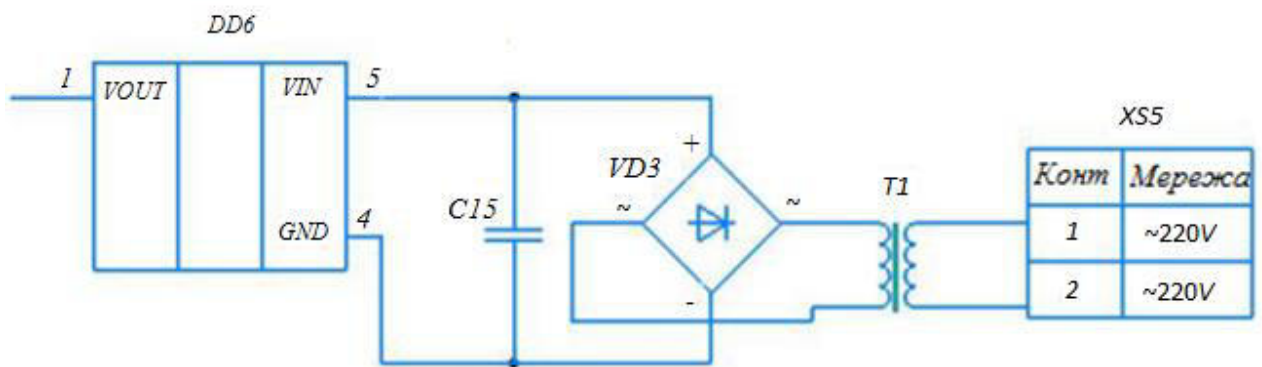 DD6
1
VOUT
VIN
5
GND
4
C15
VD3
+
~
~
-
T1
XS5
Конт Мережа
1 ~220V
2 ~220V